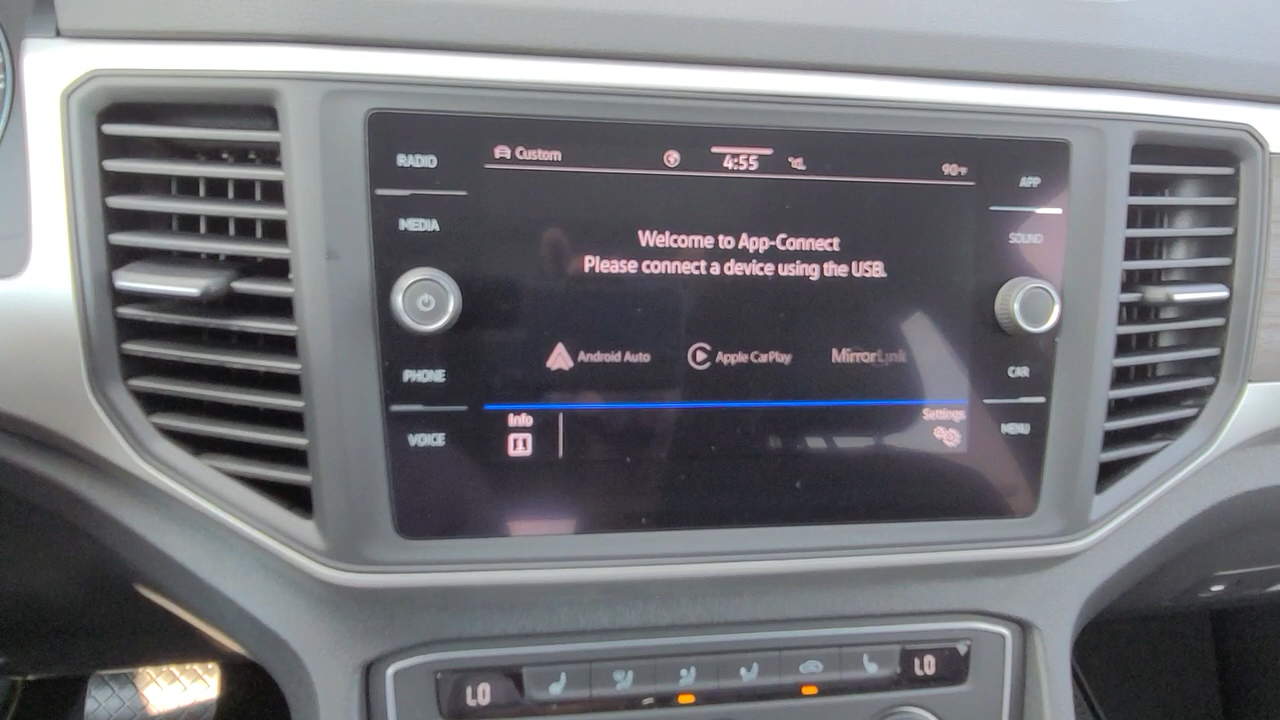 RADIO
MEDIA
PHONE
VOICE
Custom
4:55
90°F
Welcome to App-Connect
Please connect a device using the USB.
Android Auto
Apple CarPlay
MirrorLink
Info
Settings
APP
SOUND
CAR
MENU
LO
LO